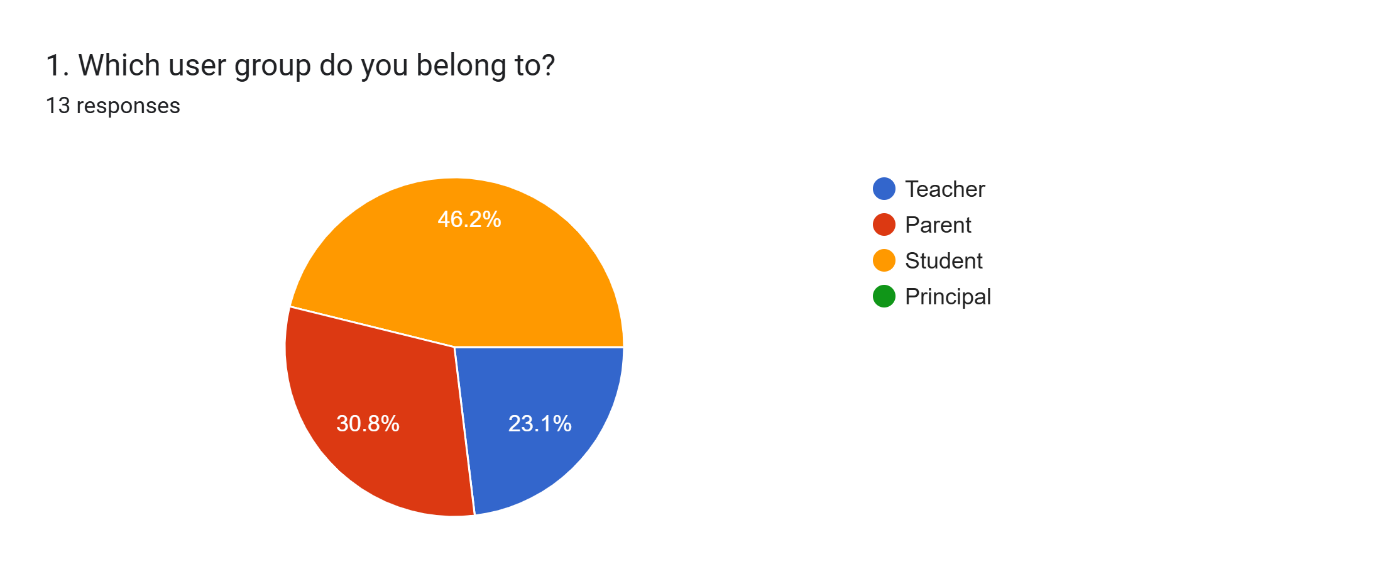 1. Which user group do you belong to?
13 responses
46.2%
30.8%
23.1%
Teacher
Parent
Student
Principal